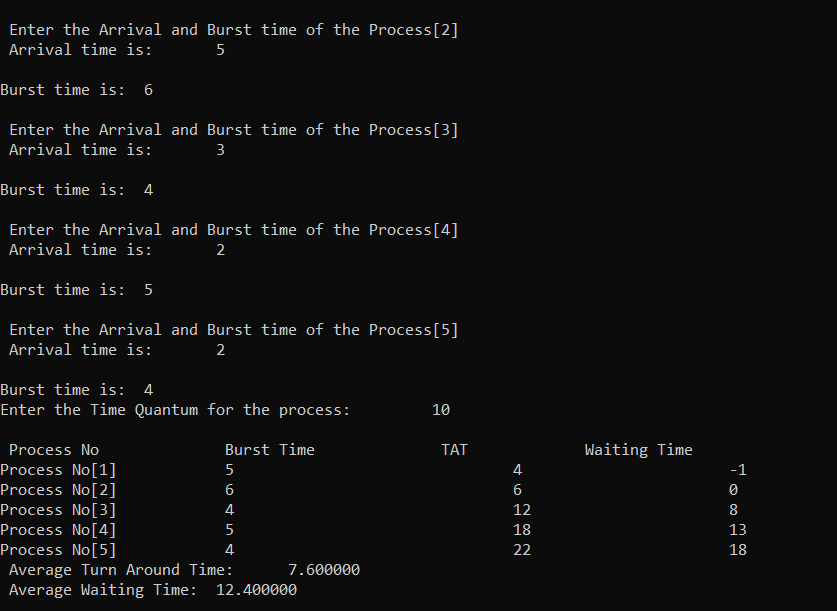 Enter the Arrival and Burst time of the Process[2]
Arrival time is: 5
Burst time is: 6
Enter the Arrival and Burst time of the Process[3]
Arrival time is: 3
Burst time is: 4
Enter the Arrival and Burst time of the Process[4]
Arrival time is: 2
Burst time is: 5
Enter the Arrival and Burst time of the Process[5]
Arrival time is: 2
Burst time is: 4
Enter the Time Quantum for the process: 10
Process No Burst Time TAT Waiting Time
Process No[1] 5 4 -1
Process No[2] 6 6 0
Process No[3] 4 12 8
Process No[4] 5 18 13
Process No[5] 4 22 18
Average Turn Around Time: 7.600000
Average Waiting Time: 12.400000